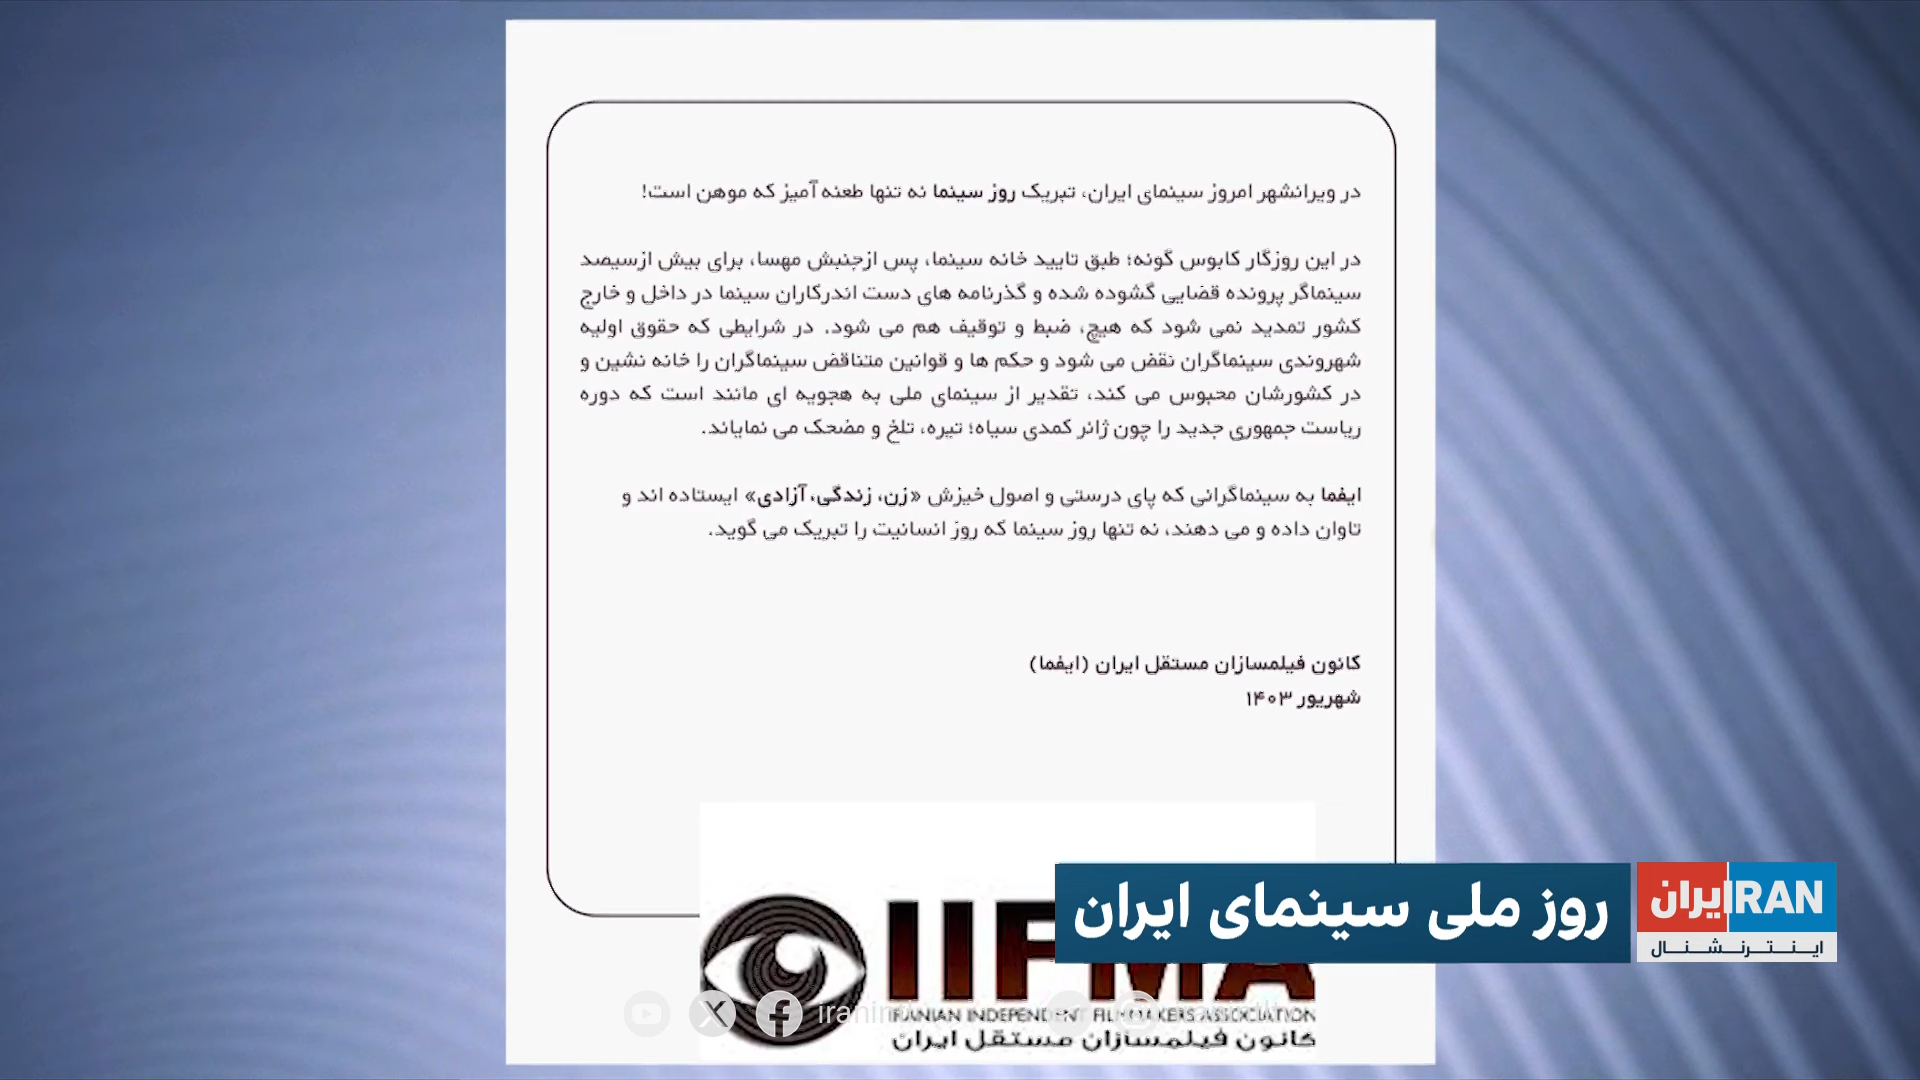 در ویرانشهر امروز سینمای ایران، تبریک روز سینما نه تنها طعنه آمیز که موهن است!
در این روزگار کابوس گونه؛ طبق تایید خانه سینما، پس ازجنبش مهسا، برای بیش ازسیصد
سینماگر پرونده قضایی گشوده شده و گذرنامه های دست اندرکاران سینما در داخل و خارج
کشور تمدید نمی شود که هیچ، ضبط و توقیف هم می شود. در شرایطی که حقوق اولیه
شهروندی سینماگران نقض می شود و حکم ها و قوانین متناقض سینماگران را خانه نشین و
در کشورشان محبوس می کند، تقدیر از سینمای ملی به هجویه ای مانند است که دوره
ریاست جمهوری جدید را چون ژانر کمدی سیاه؛ تیره، تلخ و مضحک می نمایاند.
ایفما به سینماگرانی که پای درستی و اصول خیزش «زن، زندگی، آزادی» ایستاده اند و
تاوان داده و می دهند، نه تنها روز سینما که روز انسانیت را تبریک می گوید.
کانون فیلمسازان مستقل ایران (ایفما)
شهریور ۱۴۰۳
روز ملی سینمای ایران
ایران IRAN
اینترنشنال
IIFMA
IRANIAN INDEPENDENT FILMMAKERS ASSOCIATION
کانون فیلمسازان مستقل ایران